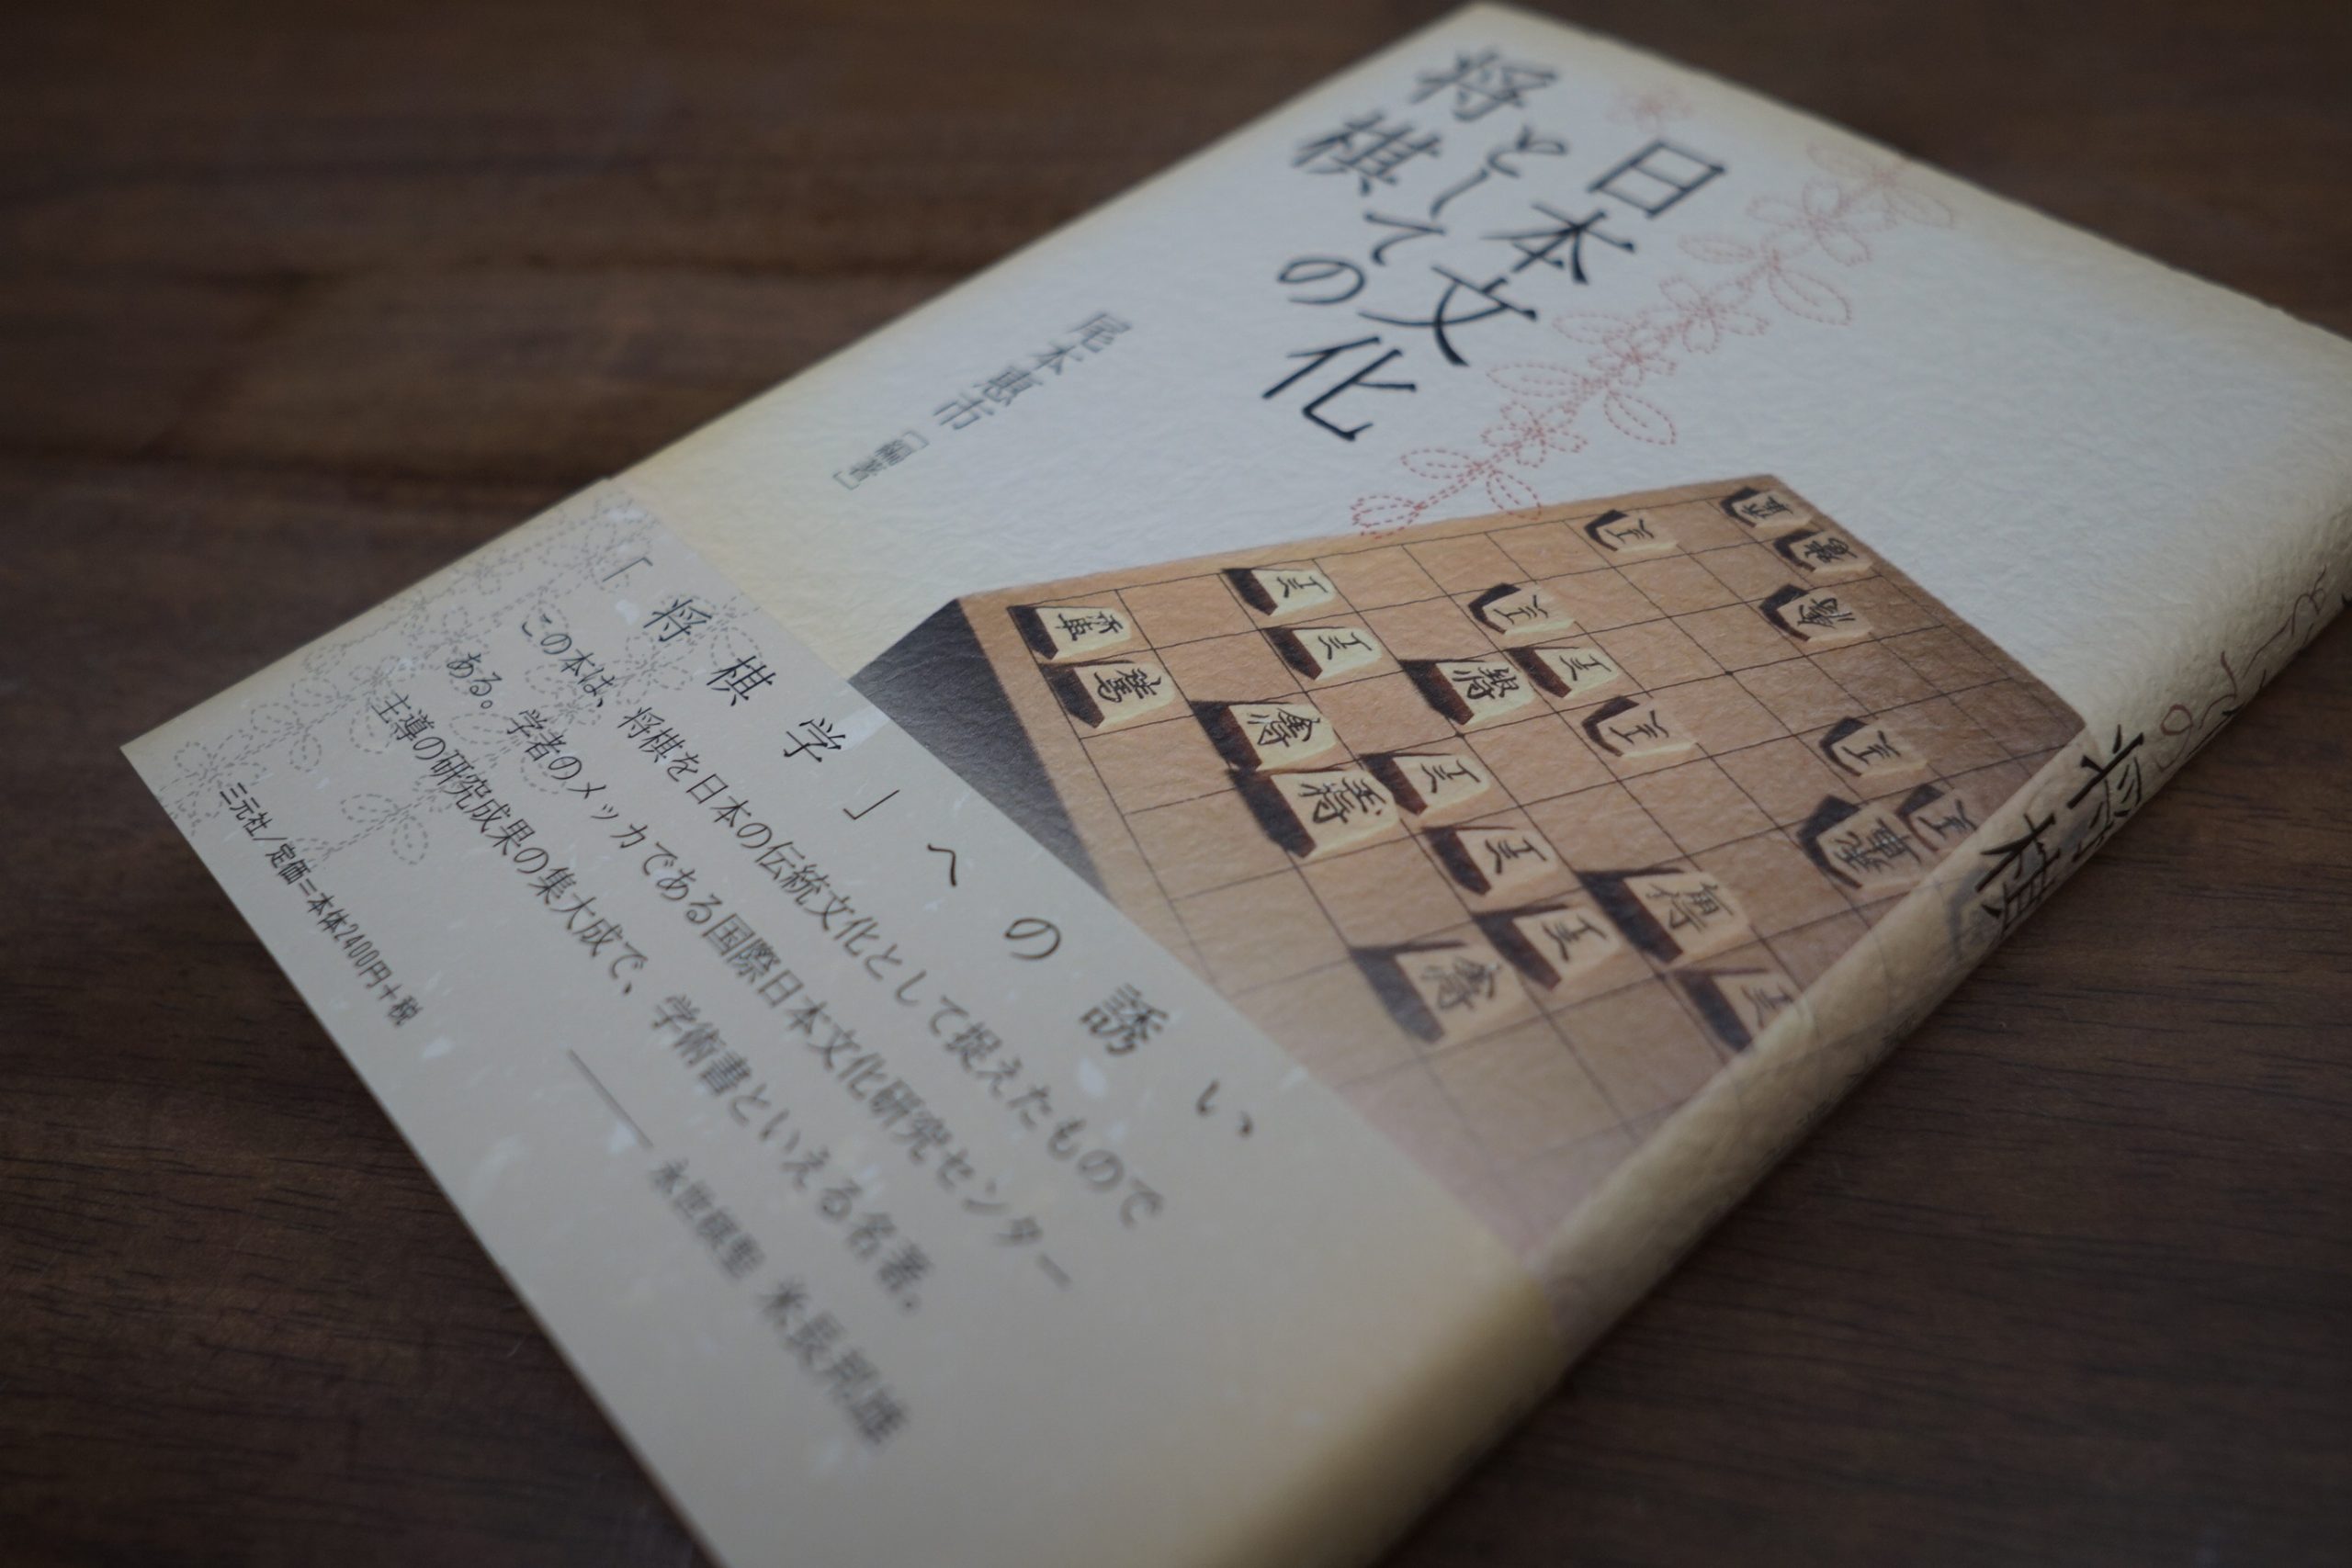 日本文化
としての
将棋
尾本惠市[編著]
「将棋学」への誘い
この本は、将棋を日本の伝統文化として捉えたもので
ある。学者のメッカである国際日本文化研究センター
主導の研究成果の集大成で、学術書といえる名著。
——永世棋聖 米長邦雄
三元社/定価=本体2400円+税
将棋